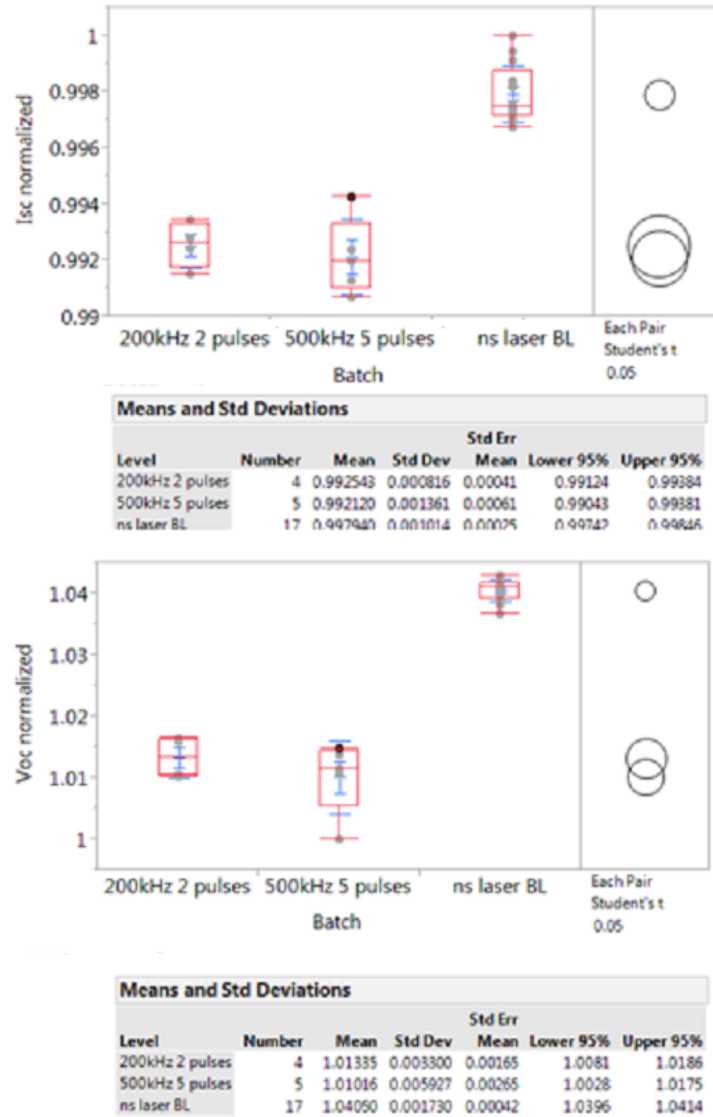 1
0.998
0.996
0.994
0.992
0.99
Isc normalized
200kHz 2 pulses 500kHz 5 pulses ns laser BL
Batch
Each Pair
Student's t
0.05
Means and Std Deviations
Std Err
Level Number Mean Std Dev Mean Lower 95% Upper 95%
200kHz 2 pulses 4 0.992543 0.000816 0.00041 0.99124 0.99384
500kHz 5 pulses 5 0.992120 0.001361 0.00061 0.99043 0.99381
ns laser BL 17 0.997940 0.001014 0.00025 0.99742 0.99846
1.04
1.03
1.02
1.01
1
Voc normalized
200kHz 2 pulses 500kHz 5 pulses ns laser BL
Batch
Each Pair
Student's t
0.05
Means and Std Deviations
Std Err
Level Number Mean Std Dev Mean Lower 95% Upper 95%
200kHz 2 pulses 4 1.01335 0.003300 0.00165 1.0081 1.0186
500kHz 5 pulses 5 1.01016 0.005927 0.00265 1.0028 1.0175
ns laser BL 17 1.04050 0.001730 0.00042 1.0396 1.0414